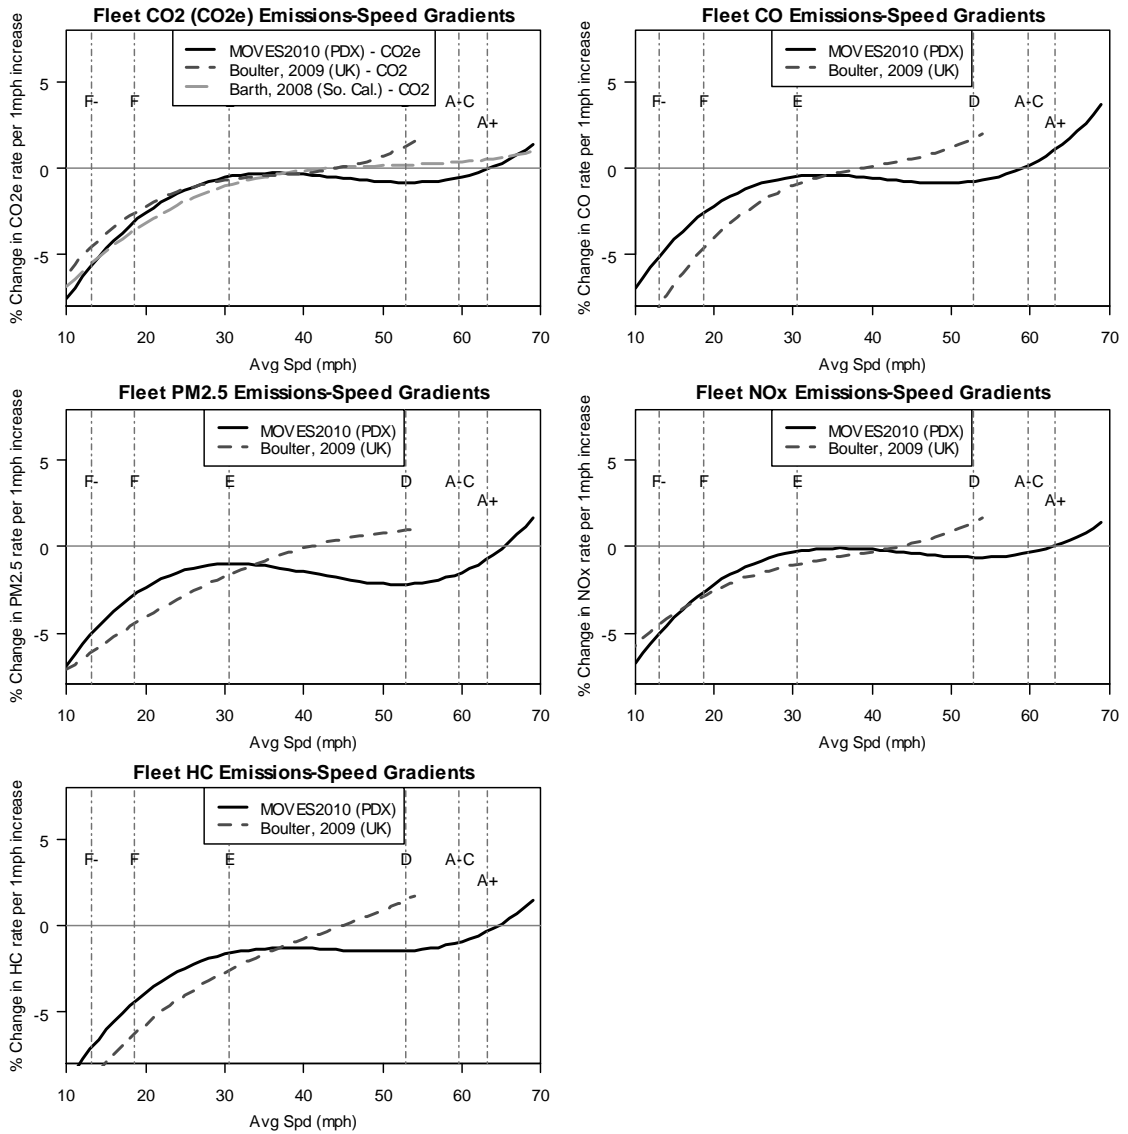 Fleet CO2 (CO2e) Emissions-Speed Gradients
% Change in CO2e rate per 1mph increase
5
0
-5
MOVES2010 (PDX) - CO2e
Boulter, 2009 (UK) - CO2
Barth, 2008 (So. Cal.) - CO2
F- F A-C
A+
10 20 30 40 50 60 70
Avg Spd (mph)
Fleet CO Emissions-Speed Gradients
% Change in CO rate per 1mph increase
5
0
-5
MOVES2010 (PDX)
Boulter, 2009 (UK)
F- F E D A-C
A+
10 20 30 40 50 60 70
Avg Spd (mph)
Fleet PM2.5 Emissions-Speed Gradients
% Change in PM2.5 rate per 1mph increase
5
0
-5
MOVES2010 (PDX)
Boulter, 2009 (UK)
F- F E D A-C
A+
10 20 30 40 50 60 70
Avg Spd (mph)
Fleet NOx Emissions-Speed Gradients
% Change in NOx rate per 1mph increase
5
0
-5
MOVES2010 (PDX)
Boulter, 2009 (UK)
F- F E D A-C
A+
10 20 30 40 50 60 70
Avg Spd (mph)
Fleet HC Emissions-Speed Gradients
% Change in HC rate per 1mph increase
5
0
-5
MOVES2010 (PDX)
Boulter, 2009 (UK)
F- F E D A-C
A+
10 20 30 40 50 60 70
Avg Spd (mph)